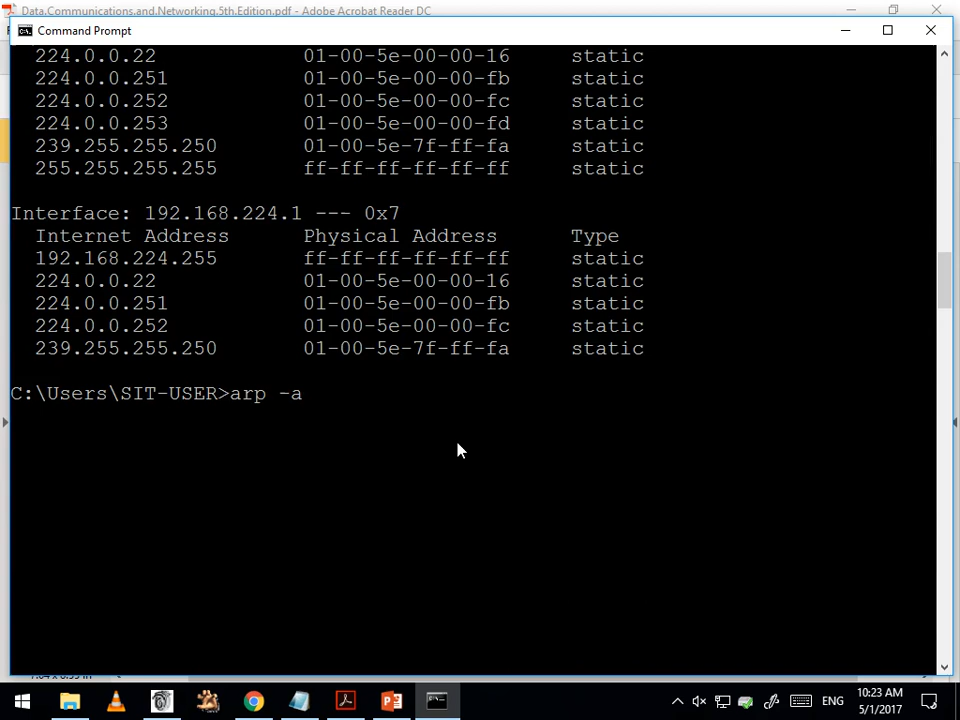 Data.Communications.and.Networking.5th.Edition.pdf - Adobe Acrobat Reader DC
Command Prompt
224.0.0.22 01-00-5e-00-00-16 static
224.0.0.251 01-00-5e-00-00-fb static
224.0.0.252 01-00-5e-00-00-fc static
224.0.0.253 01-00-5e-00-00-fd static
239.255.255.250 01-00-5e-7f-ff-fa static
255.255.255.255 ff-ff-ff-ff-ff-ff static
Interface: 192.168.224.1 --- 0x7
Internet Address Physical Address Type
192.168.224.255 ff-ff-ff-ff-ff-ff static
224.0.0.22 01-00-5e-00-00-16 static
224.0.0.251 01-00-5e-00-00-fb static
224.0.0.252 01-00-5e-00-00-fc static
239.255.255.250 01-00-5e-7f-ff-fa static
C:\Users\SIT-USER>arp -a
ENG
10:23 AM
5/1/2017